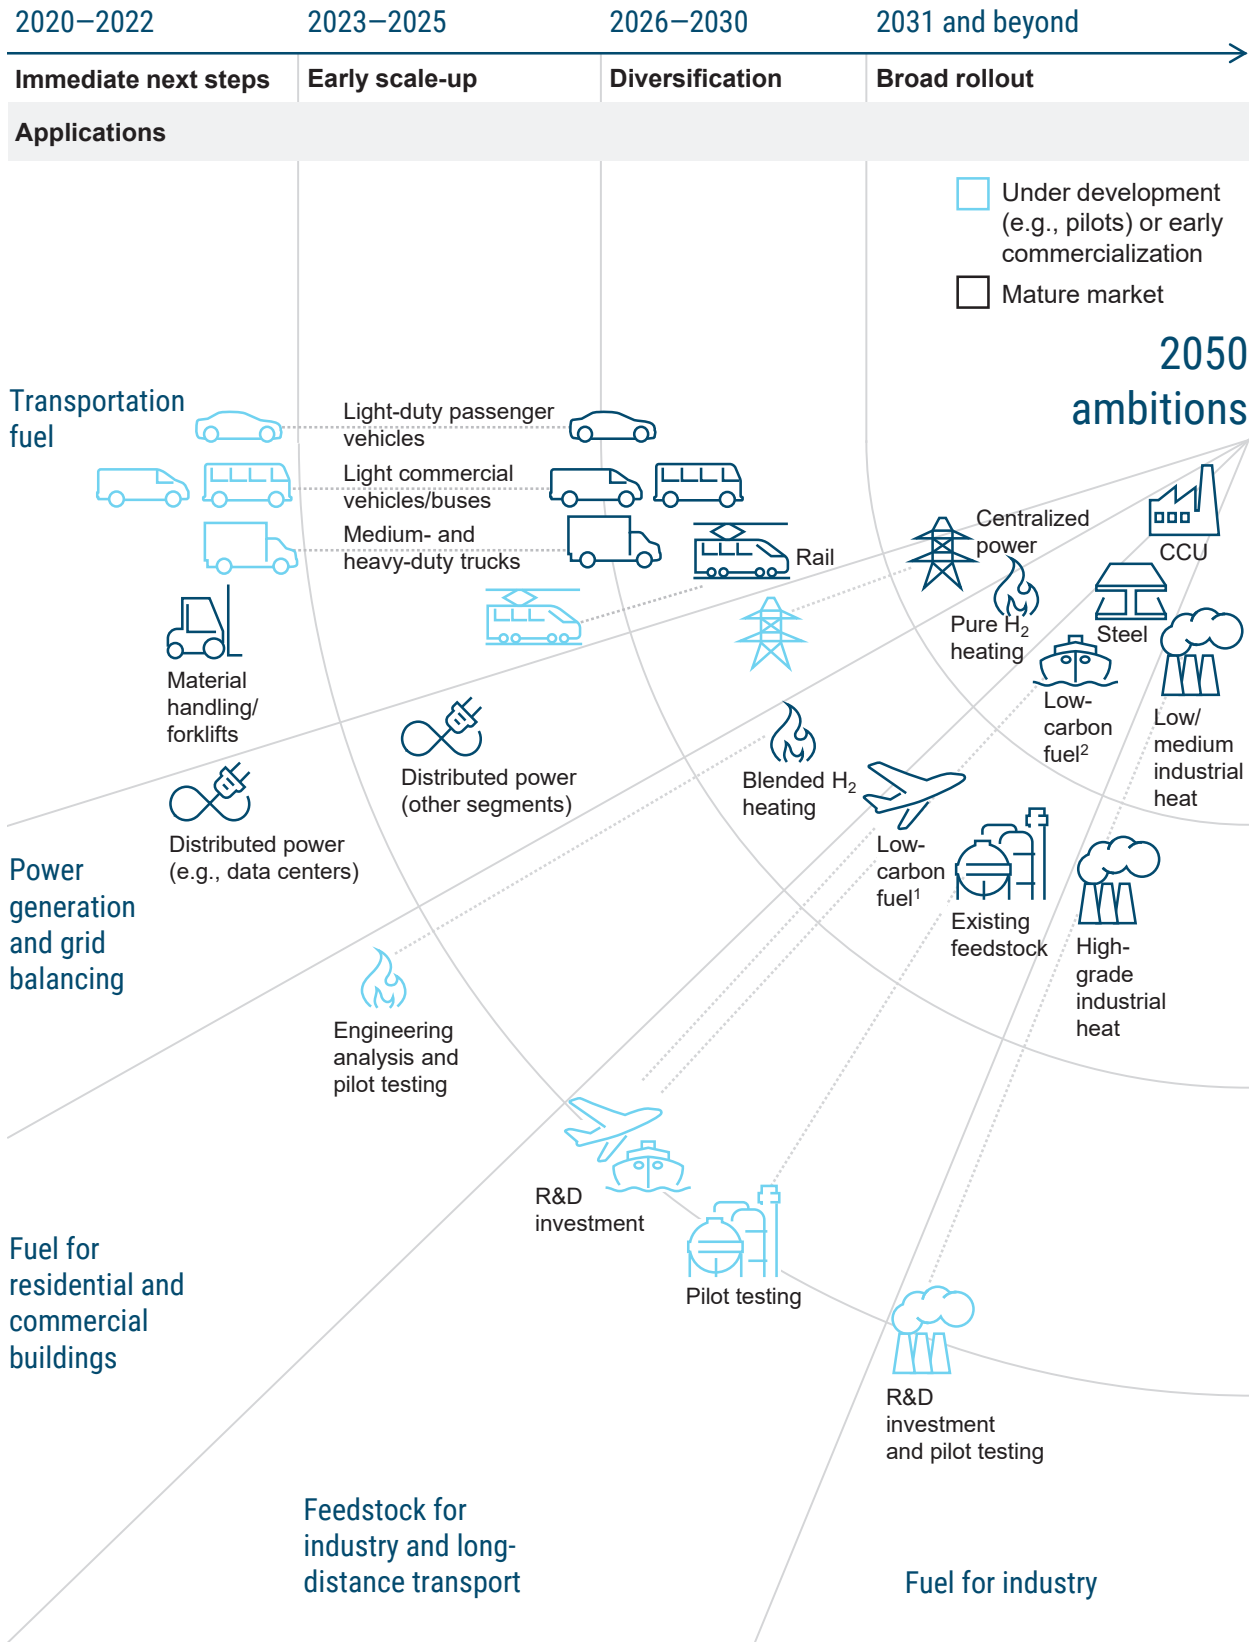 2020–2022
2023–2025
2026–2030
2031 and beyond
Immediate next steps
Early scale-up
Diversification
Broad rollout
Applications
Under development
(e.g., pilots) or early
commercialization
Mature market
2050
ambitions
Transportation
fuel
Light-duty passenger
vehicles
Light commercial
vehicles/buses
Medium- and
heavy-duty trucks
Rail
Material
handling/
forklifts
Centralized
power
CCU
Pure H2
heating
Steel
Low-
carbon
fuel2
Low/
medium
industrial
heat
Distributed power
(other segments)
Blended H2
heating
Distributed power
(e.g., data centers)
Low-
carbon
fuel1
Existing
feedstock
High-
grade
industrial
heat
Power
generation
and grid
balancing
Engineering
analysis and
pilot testing
R&D
investment
Pilot testing
Fuel for
residential and
commercial
buildings
R&D
investment
and pilot testing
Feedstock for
industry and long-
distance transport
Fuel for industry